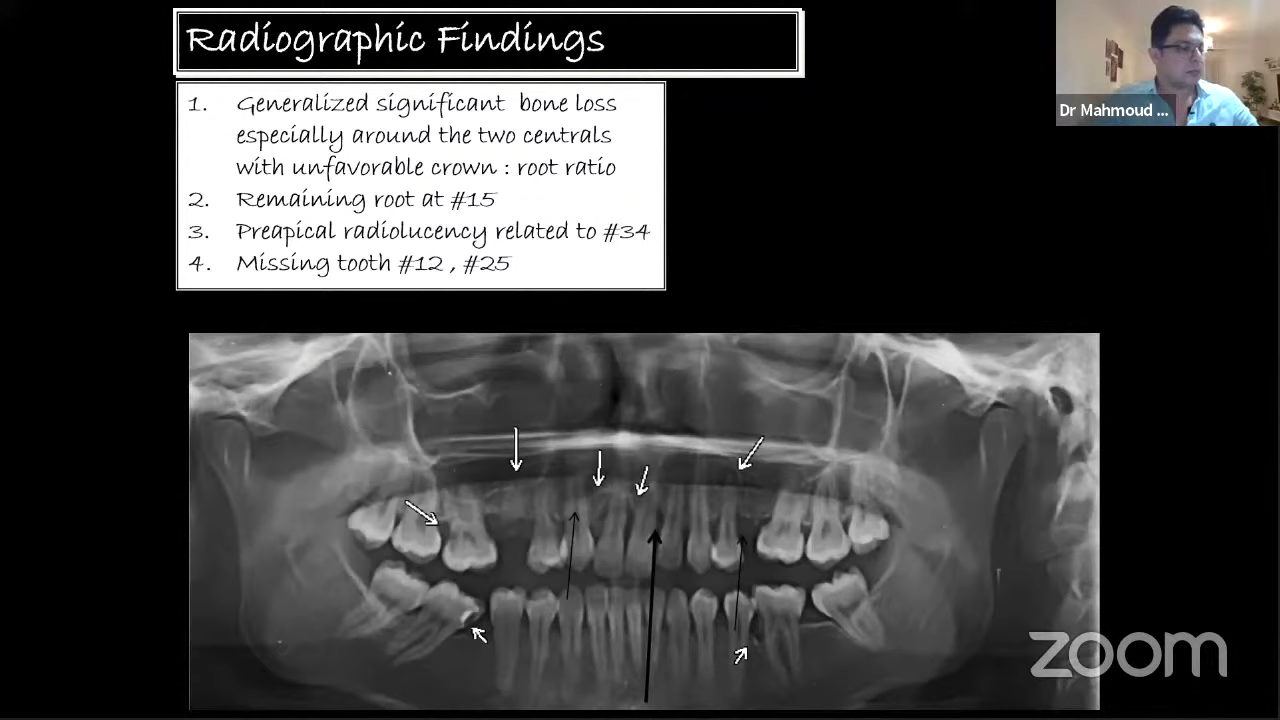 Radiographic Findings
1. Generalized significant bone loss
especially around the two centrals
with unfavorable crown : root ratio
2. Remaining root at #15
3. Preapical radiolucency related to #34
4. Missing tooth #12 , #25
Dr Mahmoud ...
zoom